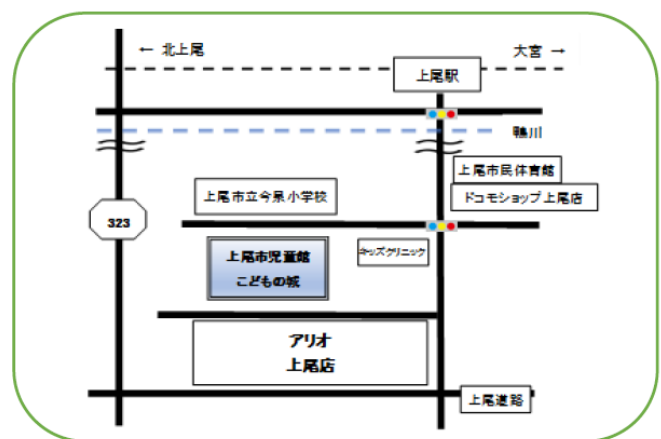 ← 北上尾
大宮 →
上尾駅
鴨川
上尾市民体育館
上尾市立今泉小学校
ドコモショップ上尾店
323
上尾市児童館
こどもの城
キッズクリニック
アリオ
上尾店
上尾道路